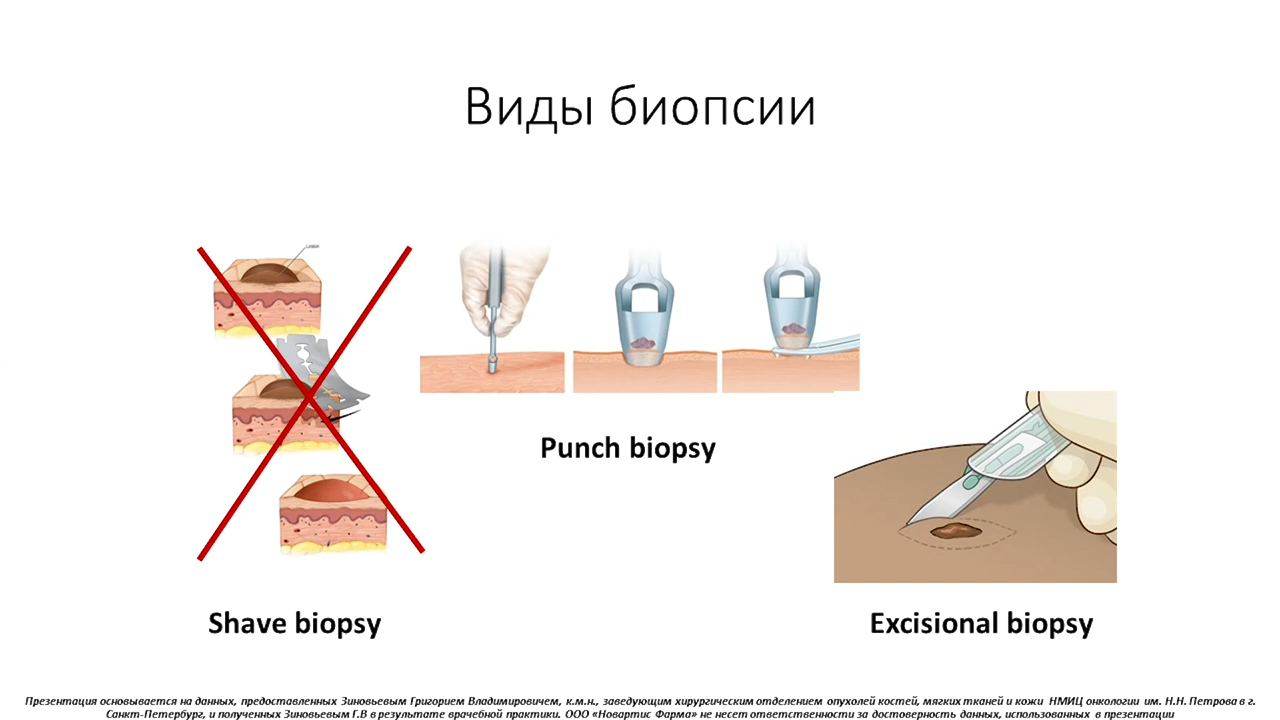 Виды биопсии
Lesion
Punch biopsy
Shave biopsy
Excisional biopsy
Презентация основывается на данных, предоставленных Зиновьевым Григорием Владимировичем, к.м.н., заведующим хирургическим отделением опухолей костей, мягких тканей и кожи НМИЦ онкологии им. Н.Н. Петрова в г.
Санкт-Петербург, и полученных Зиновьевым Г.В в результате врачебной практики. ООО «Новартис Фарма» не несет ответственности за достоверность данных, использованных в презентации